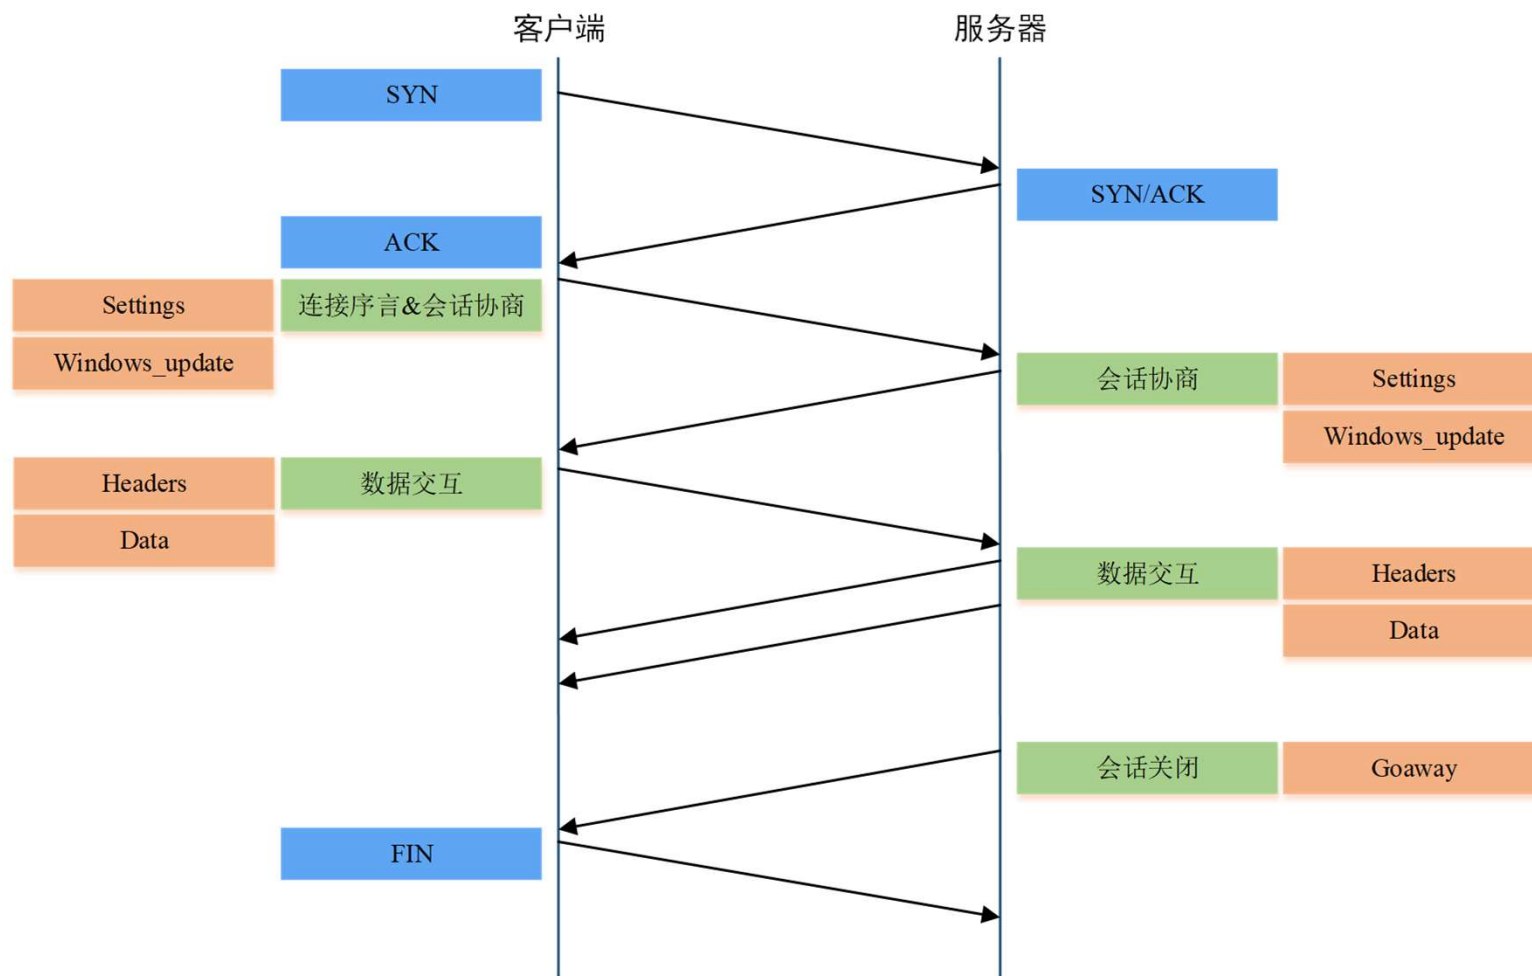 客户端
服务器
SYN
SYN/ACK
ACK
Settings
连接序言&会话协商
Windows_update
会话协商
Settings
Windows_update
Headers
数据交互
Data
数据交互
Headers
Data
会话关闭
Goaway
FIN